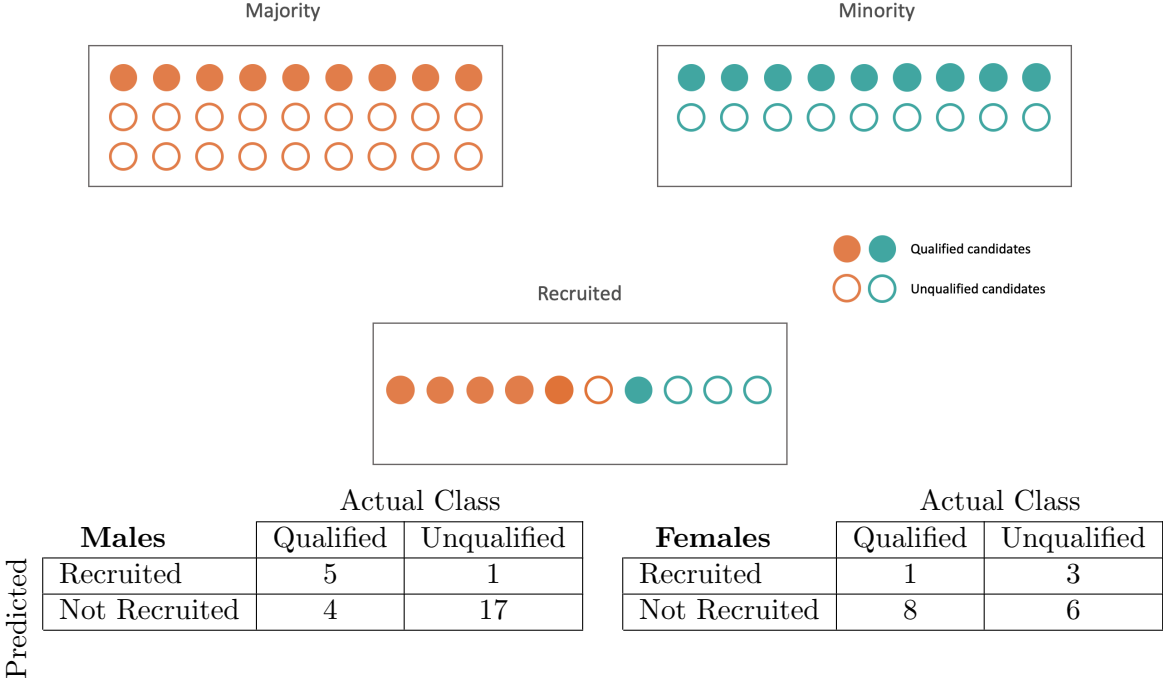 Majority
Minority
Qualified candidates
Unqualified candidates
Recruited
Actual Class
Males Qualified Unqualified
Recruited 5 1
Not Recruited 4 17
Predicted
Actual Class
Females Qualified Unqualified
Recruited 1 3
Not Recruited 8 6